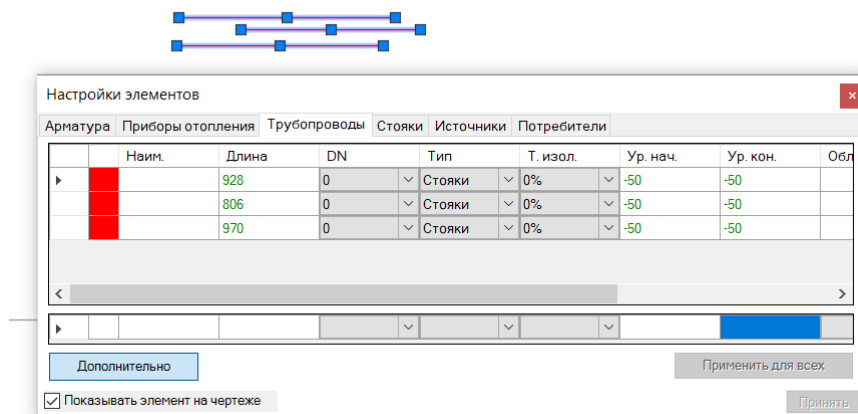 Настройки элементов
Арматура Приборы отопления Трубопроводы Стояки Источники Потребители
Наим. Длина DN Тип Т. изол. Ур. нач. Ур. кон. Обл
928 0 Стояки 0% -50 -50
806 0 Стояки 0% -50 -50
970 0 Стояки 0% -50 -50
Дополнительно Применить для всех
Показывать элемент на чертеже Принять